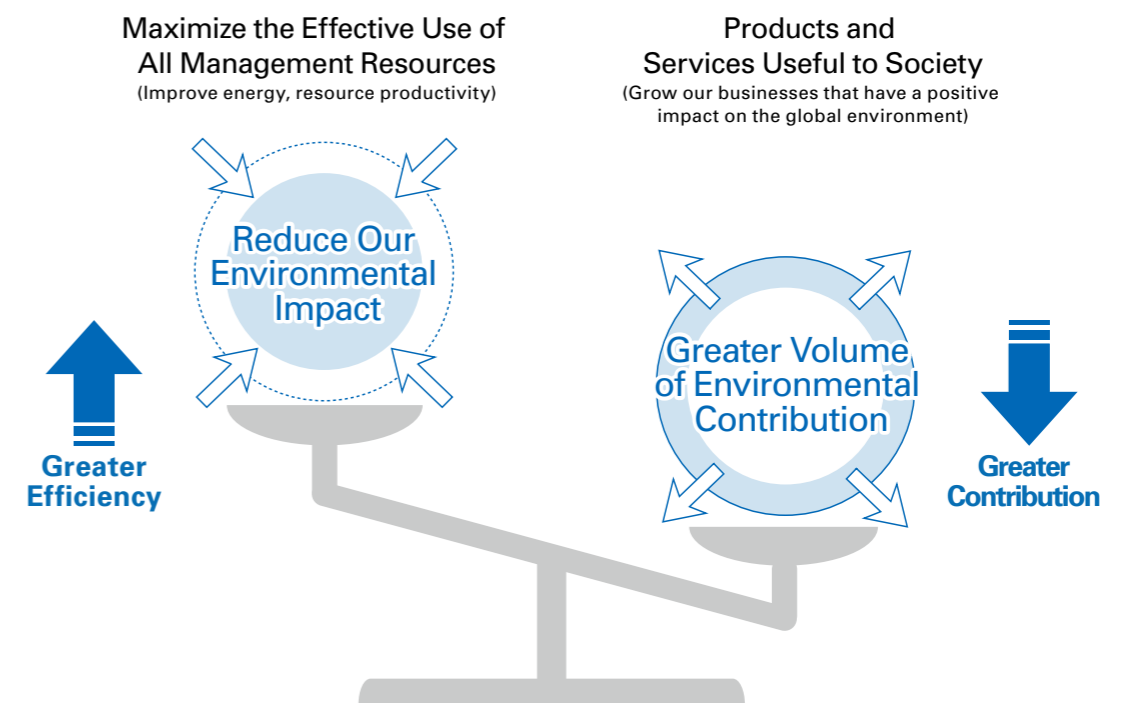 Maximize the Effective Use of
All Management Resources
(Improve energy, resource productivity)
Products and
Services Useful to Society
(Grow our businesses that have a positive
impact on the global environment)
Reduce Our
Environmental
Impact
Greater Volume
of Environmental
Contribution
Greater
Efficiency
Greater
Contribution